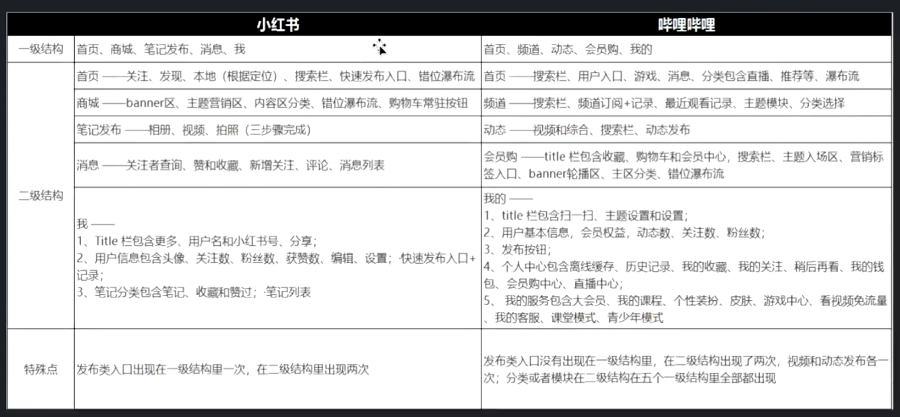 小红书
哔哩哔哩
一级结构
首页、商城、笔记发布、消息、我
首页、频道、动态、会员购、我的
二级结构
首页 ——关注、发现、本地（根据定位）、搜索栏、快速发布入口、错位瀑布流
首页 ——搜索栏、用户入口、游戏、消息、分类包含直播、推荐等、瀑布流
商城 ——banner区、主题营销区、内容区分类、错位瀑布流、购物车常驻按钮
频道 ——搜索栏、频道订阅+记录、最近观看记录、主题模块、分类选择
笔记发布 ——相册、视频、拍照（三步骤完成）
动态 ——视频和综合、搜索栏、动态发布
消息 ——关注者查询、赞和收藏、新增关注、评论、消息列表
会员购 ——title 栏包含收藏、购物车和会员中心，搜索栏、主题入场区、营销标
签入口、banner轮播区、主区分类、错位瀑布流
我 ——
1、Title 栏包含更多、用户名和小红书号、分享；
2、用户信息包含头像、关注数、粉丝数、获赞数、编辑、设置；·快速发布入口+
记录；
3、笔记分类包含笔记、收藏和赞过；·笔记列表
我的 ——
1、title 栏包含扫一扫、主题设置和设置；
2、用户基本信息，会员权益，动态数、关注数、粉丝数；
3、发布按钮；
4、个人中心包含离线缓存、历史记录、我的收藏、我的关注、稍后再看、我的钱
包、会员购中心、直播中心；
5、 我的服务包含大会员、我的课程、个性装扮、皮肤、游戏中心、看视频免流量
、我的客服、课堂模式、青少年模式
特殊点
发布类入口出现在一级结构里一次，在二级结构里出现两次
发布类入口没有出现在一级结构里，在二级结构出现了两次，视频和动态发布各一
次；分类或者模块在二级结构在五个一级结构里全部都出现